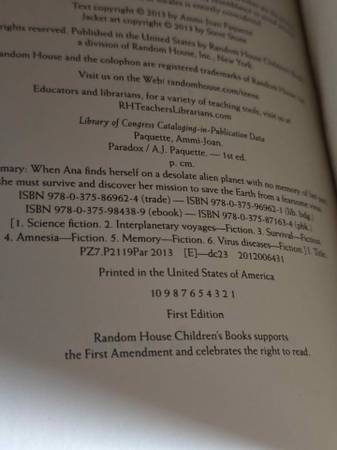 Text copyright © 2013 by Ammi-Joan Paquette
Jacket art copyright © 2013 by Steve Stone
rights reserved. Published in the United States by Random House Children's Books,
a division of Random House, Inc., New York.
Random House and the colophon are registered trademarks of Random House, Inc.
Visit us on the Web! randomhouse.com/teens
Educators and librarians, for a variety of teaching tools, visit us at
RHTeachersLibrarians.com
Library of Congress Cataloging-in-Publication Data
Paquette, Ammi-Joan.
Paradox / A.J. Paquette. — 1st ed.
p. cm.
mary: When Ana finds herself on a desolate alien planet with no memory of her past,
she must survive and discover her mission to save the Earth from a fearsome virus.
ISBN 978-0-375-86962-4 (trade) — ISBN 978-0-375-96962-1 (lib. bdg.)
ISBN 978-0-375-98438-9 (ebook) — ISBN 978-0-375-87163-4 (pbk.)
[1. Science fiction. 2. Interplanetary voyages—Fiction. 3. Survival—Fiction.
4. Amnesia—Fiction. 5. Memory—Fiction. 6. Virus diseases—Fiction.] I. Title.
PZ7.P2119Par 2013 [E]—dc23 2012006431
Printed in the United States of America
10 9 8 7 6 5 4 3 2 1
First Edition
Random House Children's Books supports
the First Amendment and celebrates the right to read.